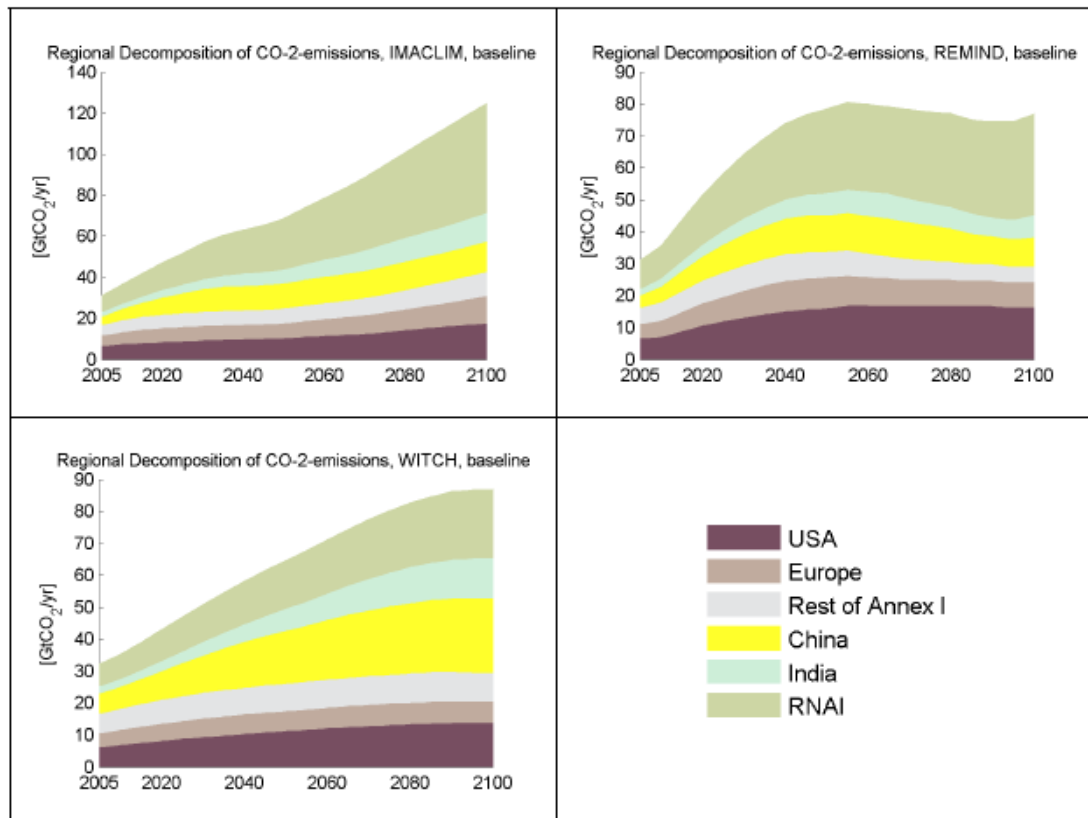 Regional Decomposition of CO-2-emissions, IMACLIM, baseline
140
120
100
80
60
40
20
0
[GtCO2/yr]
2005 2020 2040 2060 2080 2100
Regional Decomposition of CO-2-emissions, REMIND, baseline
90
80
70
60
50
40
30
20
10
0
[GtCO2/yr]
2005 2020 2040 2060 2080 2100
Regional Decomposition of CO-2-emissions, WITCH, baseline
90
80
70
60
50
40
30
20
10
0
[GtCO2/yr]
2005 2020 2040 2060 2080 2100
USA
Europe
Rest of Annex I
China
India
RNAI